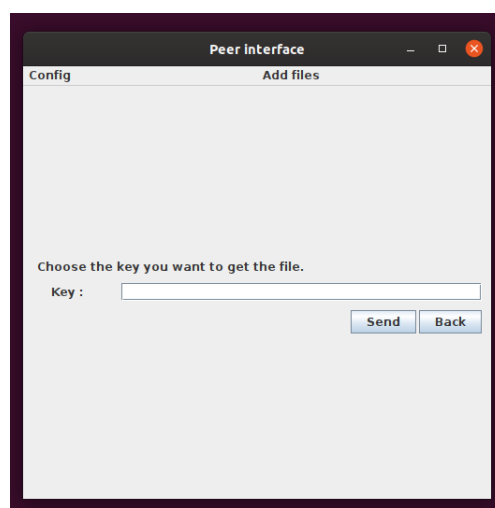 Peer interface
Config Add files
Choose the key you want to get the file.
Key :
Send Back